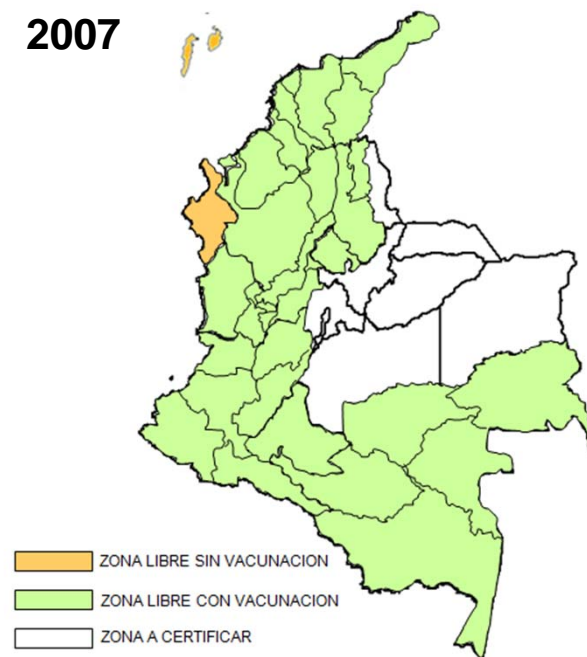 2007
ZONA LIBRE SIN VACUNACION
ZONA LIBRE CON VACUNACION
ZONA A CERTIFICAR